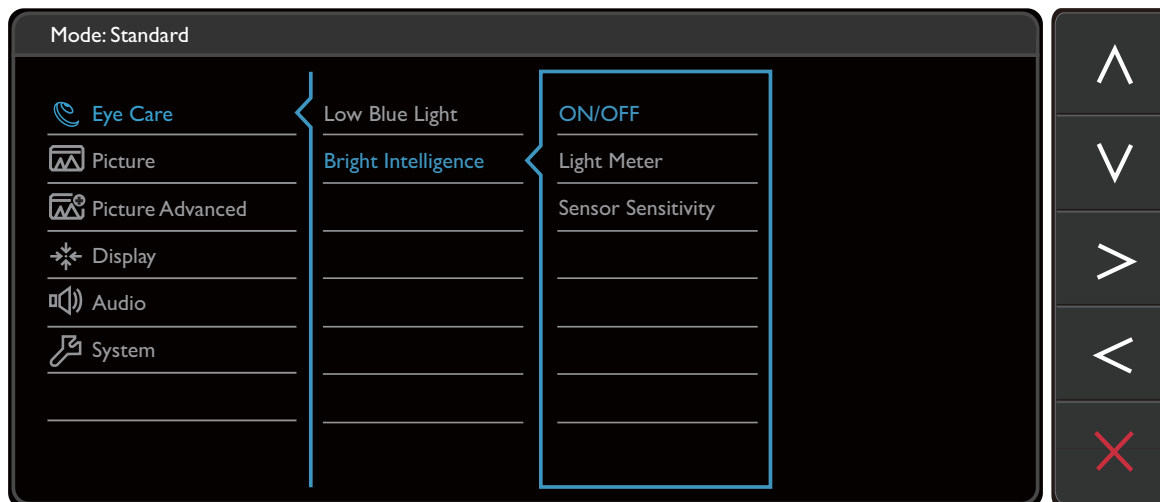 Mode: Standard
Eye Care
Picture
Picture Advanced
Display
Audio
System
Low Blue Light
Bright Intelligence
ON/OFF
Light Meter
Sensor Sensitivity